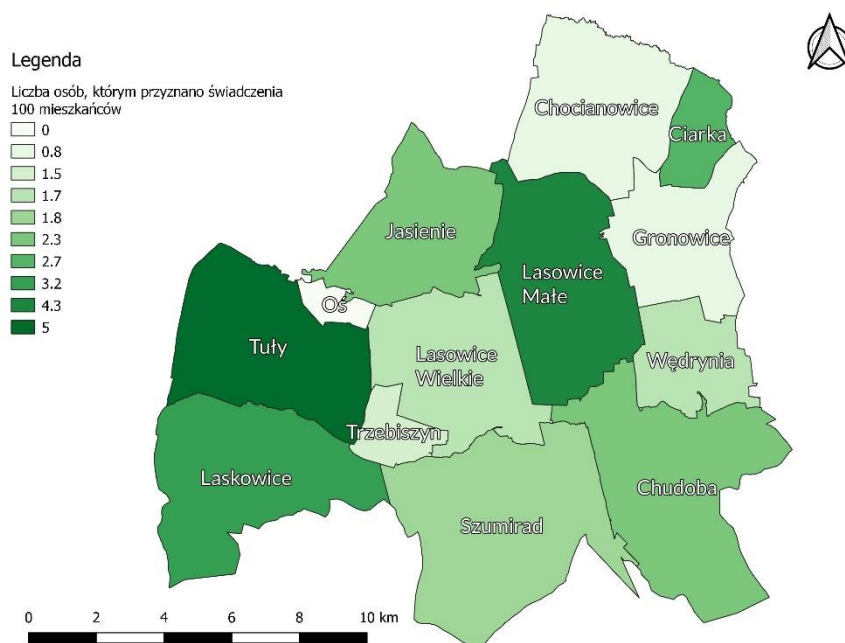 Legenda
Liczba osób, którym przyznano świadczenia
100 mieszkańców
0
0.8
1.5
1.7
1.8
2.3
2.7
3.2
4.3
5
Chocianowice
Ciarka
Jasienie
Gronowice
Lasowice
Małe
Oś
Tuły
Lasowice
Wielkie
Wędrynia
Trzebiszyn
Laskowice
Chudoba
Szumirad
0 2 4 6 8 10 km